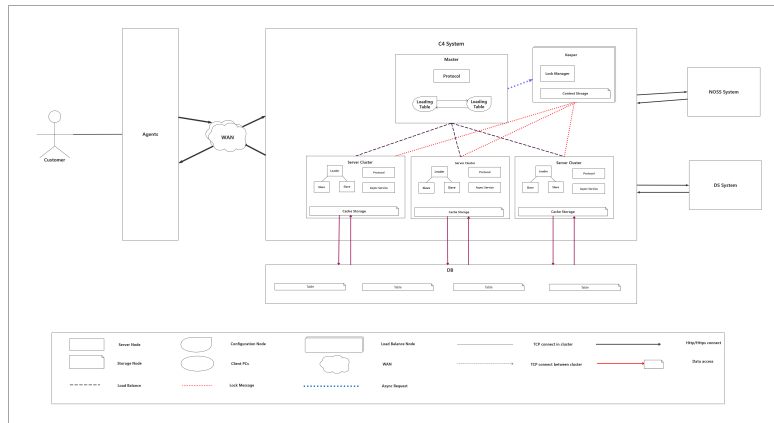 C4 System
Master
Keeper
Protocol
Lock Manager
Loading
Table
Loading
Table
Context Storage
NOSS System
Agents
WAN
Customer
Server Cluster
Server Cluster
Server Cluster
Leader
Protocol
Leader
Protocol
Leader
Protocol
Slave
Slave
Async Service
Slave
Slave
Async Service
Slave
Slave
Async Service
DS System
Cache Storage
Cache Storage
Cache Storage
DB
Table
Table
Table
Table
Server Node
Configuration Node
Load Balance Node
TCP connect in cluster
Http/Https connect
Storage Node
Client PCs
WAN
TCP connect between cluster
Data access
Load Balance
Lock Message
Async Request